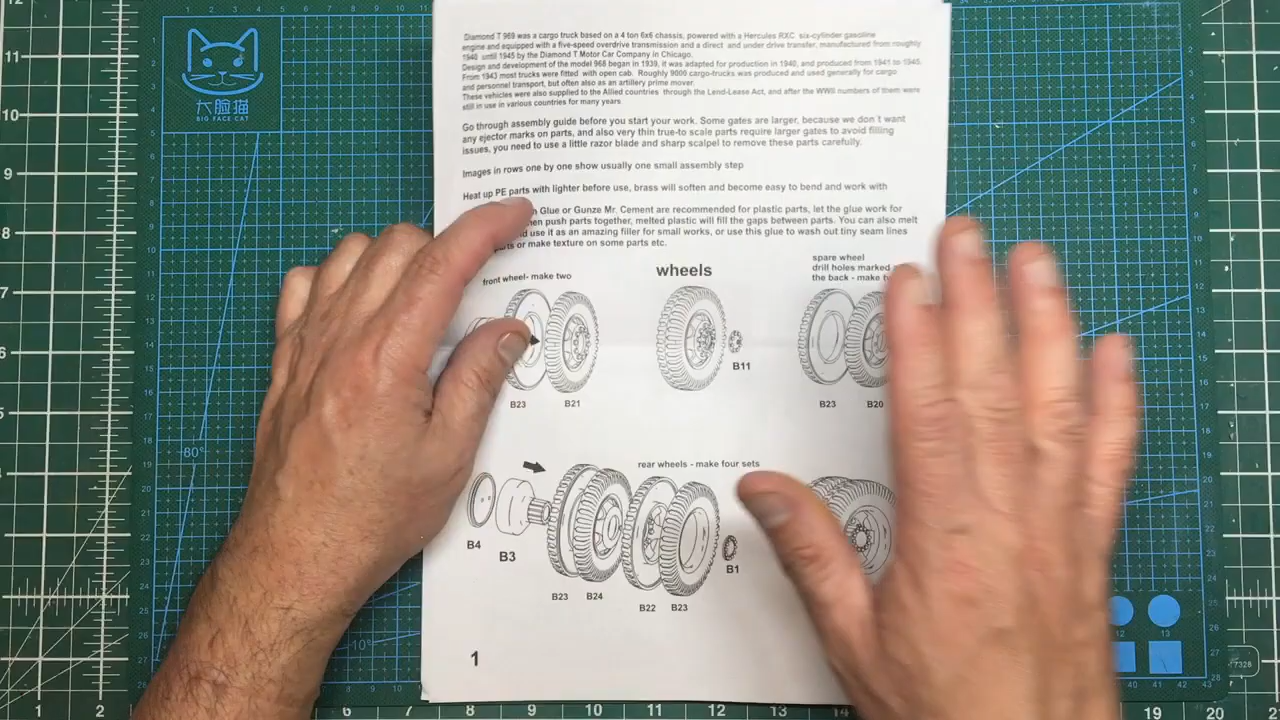 Diamond T 969 was a cargo truck based on a 4 ton 6x6 chassis, powered with a Hercules RXC six-cylinder gasoline
engine and equipped with a five-speed overdrive transmission and a direct and under drive transfer, manufactured from roughly
1940 until 1945 by the Diamond T Motor Car Company in Chicago.
Design and development of the model 968 began in 1939, it was adapted for production in 1940, and produced from 1941 to 1945.
From 1943 most trucks were fitted with open cab. Roughly 9000 cargo-trucks was produced and used generally for cargo
and personnel transport, but often also as an artillery prime mover.
These vehicles were also supplied to the Allied countries through the Lend-Lease Act, and after the WWII numbers of them were
still in use in various countries for many years
Go through assembly guide before you start your work. Some gates are larger, because we don't want
any ejector marks on parts, and also very thin true-to scale parts require larger gates to avoid filling
issues, you need to use a little razor blade and sharp scalpel to remove these parts carefully.
Images in rows one by one show usually one small assembly step
Heat up PE parts with lighter before use, brass will soften and become easy to bend and work with
Glue or Gunze Mr. Cement are recommended for plastic parts, let the glue work for
push parts together, melted plastic will fill the gaps between parts. You can also melt
use it as an amazing filler for small works, or use this glue to wash out tiny seam lines
or make texture on some parts etc.
wheels
front wheel- make two
spare wheel
drill holes marked
the back - make
B11
B23 B21
B23 B20
rear wheels - make four sets
B4 B3
B1
B23 B24
B22 B23
1
大脸猫
BIG FACE CAT
80°
10°
7328